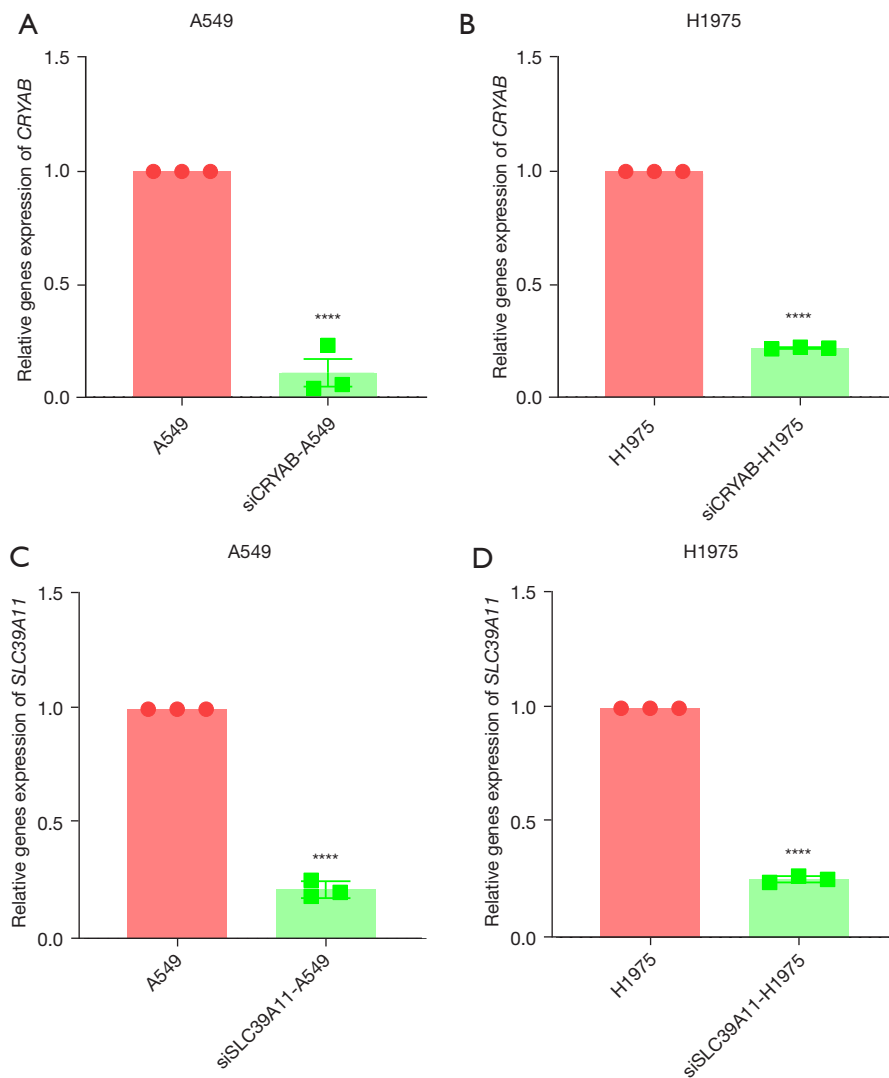 A
A549
Relative genes expression of CRYAB
1.5
1.0
0.5
0.0
****
A549
siCRYAB-A549
B
H1975
Relative genes expression of CRYAB
1.5
1.0
0.5
0.0
****
H1975
siCRYAB-H1975
C
A549
Relative genes expression of SLC39A11
1.5
1.0
0.5
0.0
****
A549
siSLC39A11-A549
D
H1975
Relative genes expression of SLC39A11
1.5
1.0
0.5
0.0
****
H1975
siSLC39A11-H1975